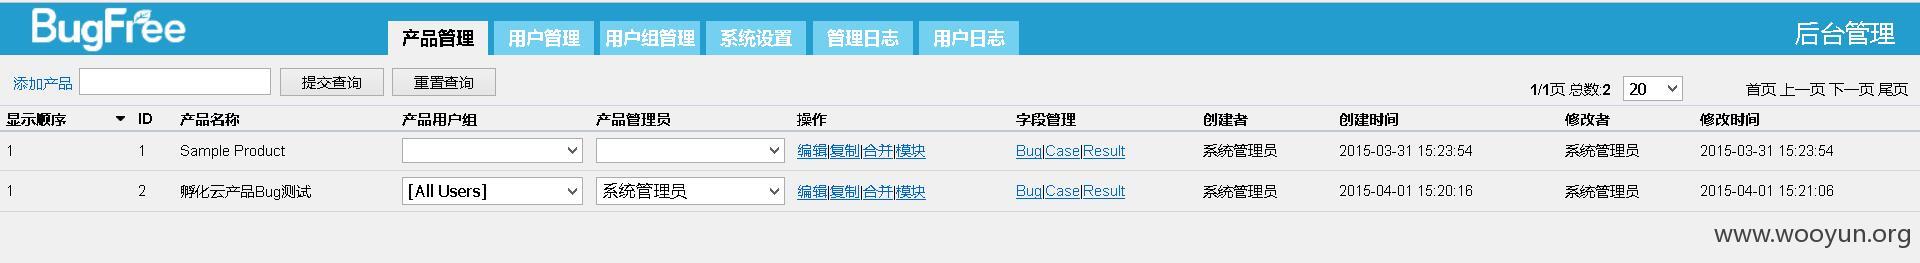 BugFree
产品管理 用户管理 用户组管理 系统设置 管理日志 用户日志 后台管理
添加产品 提交查询 重置查询 1/1页 总数:2 20 首页 上一页 下一页 尾页
显示顺序 ID 产品名称 产品用户组 产品管理员 操作 字段管理 创建者 创建时间 修改者 修改时间
1 1 Sample Product 编辑|复制|合并|模块 Bug|Case|Result 系统管理员 2015-03-31 15:23:54 系统管理员 2015-03-31 15:23:54
1 2 孵化云产品Bug测试 [All Users] 系统管理员 编辑|复制|合并|模块 Bug|Case|Result 系统管理员 2015-04-01 15:20:16 系统管理员 2015-04-01 15:21:06
www.wooyun.org